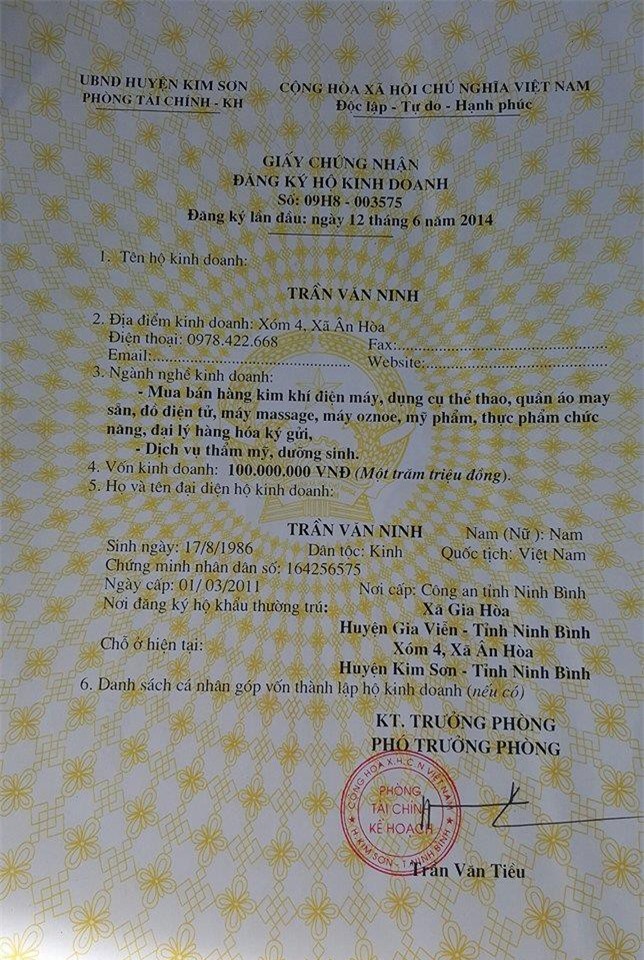 UBND HUYỆN KIM SƠN
PHÒNG TÀI CHÍNH - KH
CỘNG HÒA XÃ HỘI CHỦ NGHĨA VIỆT NAM
Độc lập - Tự do - Hạnh phúc
GIẤY CHỨNG NHẬN
ĐĂNG KÝ HỘ KINH DOANH
Số: 09H8 - 003575
Đăng ký lần đầu: ngày 12 tháng 6 năm 2014
1. Tên hộ kinh doanh:
TRẦN VĂN NINH
2. Địa điểm kinh doanh: Xóm 4, Xã Ân Hòa
Điện thoại: 0978.422.668 Fax:
Email: Website:
3. Ngành nghề kinh doanh:
- Mua bán hàng kim khí điện máy, dụng cụ thể thao, quần áo may
sẵn, đồ điện tử, máy massage, máy oznoe, mỹ phẩm, thực phẩm chức
năng, đại lý hàng hóa ký gửi,
- Dịch vụ thẩm mỹ, dưỡng sinh.
4. Vốn kinh doanh: 100.000.000 VNĐ (Một trăm triệu đồng).
5. Họ và tên đại diện hộ kinh doanh:
TRẦN VĂN NINH Nam (Nữ ): Nam
Sinh ngày: 17/8/1986 Dân tộc: Kinh Quốc tịch: Việt Nam
Chứng minh nhân dân số: 164256575
Ngày cấp: 01/ 03/2011 Nơi cấp: Công an tỉnh Ninh Bình
Nơi đăng ký hộ khẩu thường trú: Xã Gia Hòa
Huyện Gia Viễn - Tỉnh Ninh Bình
Chỗ ở hiện tại: Xóm 4, Xã Ân Hòa
Huyện Kim Sơn - Tỉnh Ninh Bình
6. Danh sách cá nhân góp vốn thành lập hộ kinh doanh (nếu có)
KT. TRƯỞNG PHÒNG
PHÓ TRƯỞNG PHÒNG
CỘNG HÒA X.H.C.N VIỆT NAM
PHÒNG
TÀI CHÍNH
KẾ HOẠCH
H.KIM SƠN - T.NINH BÌNH
Trần Văn Tiều